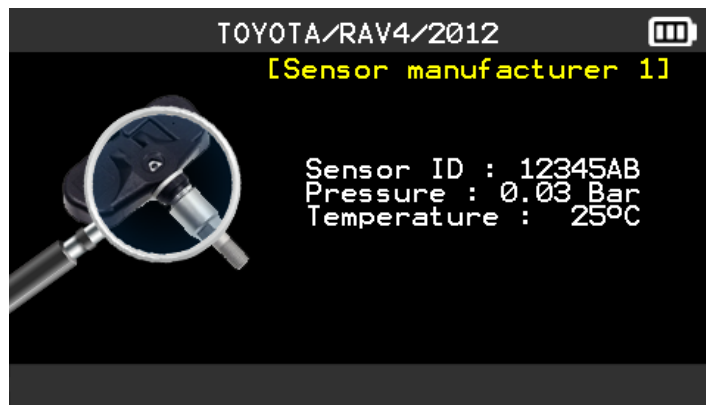 TOYOTA/RAV4/2012
[Sensor manufacturer 1]
Sensor ID : 12345AB
Pressure : 0.03 Bar
Temperature : 25ºC